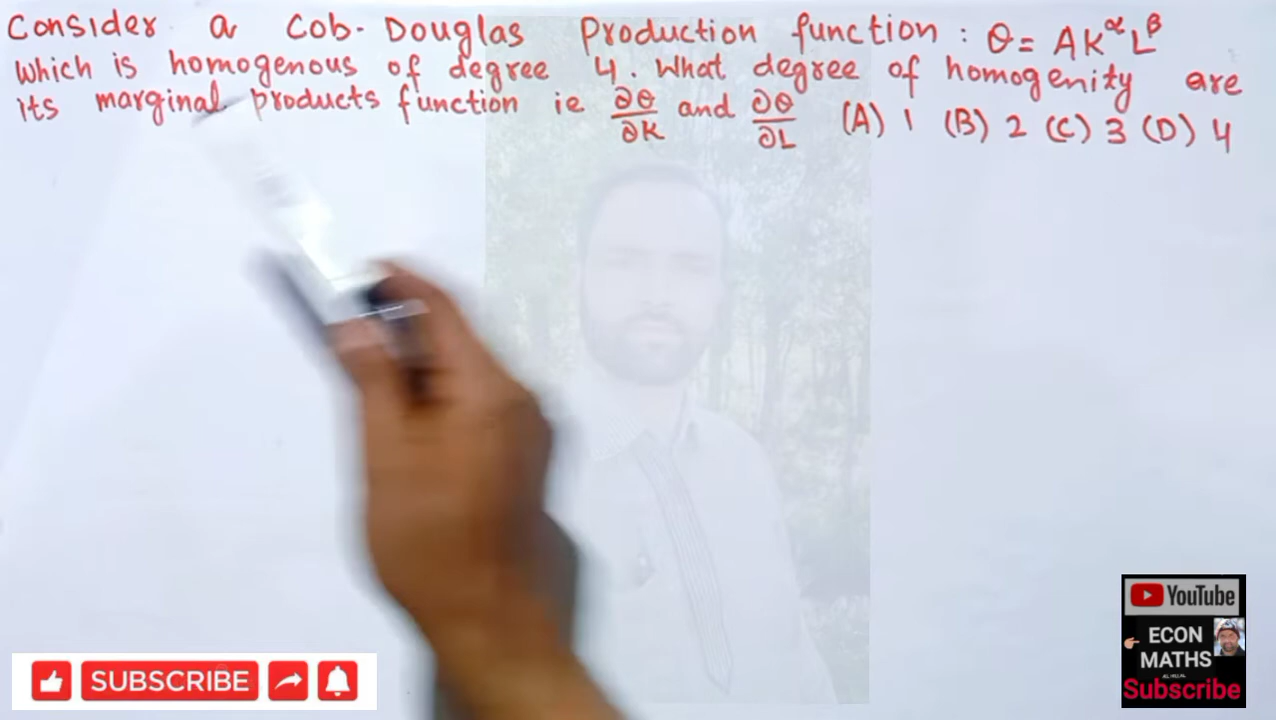 Consider a Cob-Douglas Production function : Q = AK^α L^β
Which is homogenous of degree 4. What degree of homogenity are
its marginal products function ie ∂Q/∂K and ∂Q/∂L (A) 1 (B) 2 (C) 3 (D) 4
YouTube
ECON
MATHS
Subscribe
SUBSCRIBE